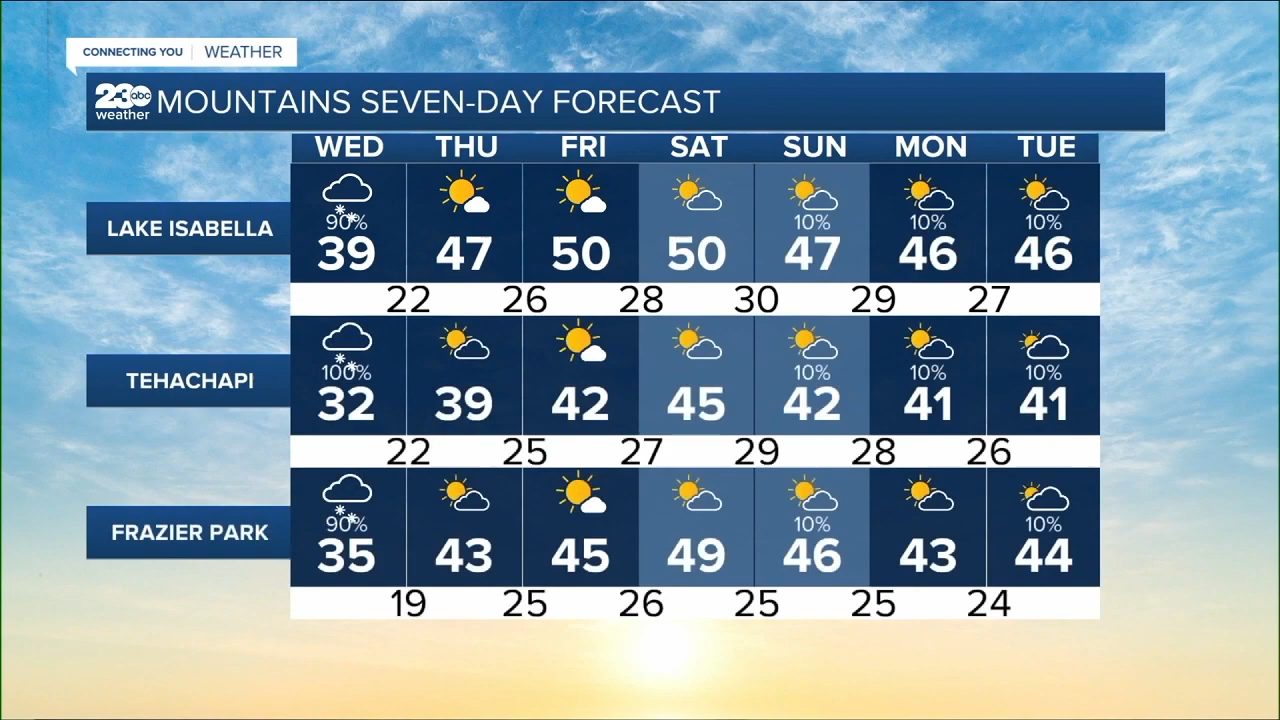 CONNECTING YOU | WEATHER
23 abc
weather
MOUNTAINS SEVEN-DAY FORECAST
WED THU FRI SAT SUN MON TUE
LAKE ISABELLA
90% 10% 10% 10%
39 47 50 50 47 46 46
22 26 28 30 29 27
TEHACHAPI
100% 10% 10% 10%
32 39 42 45 42 41 41
22 25 27 29 28 26
FRAZIER PARK
90% 10% 10%
35 43 45 49 46 43 44
19 25 26 25 25 24